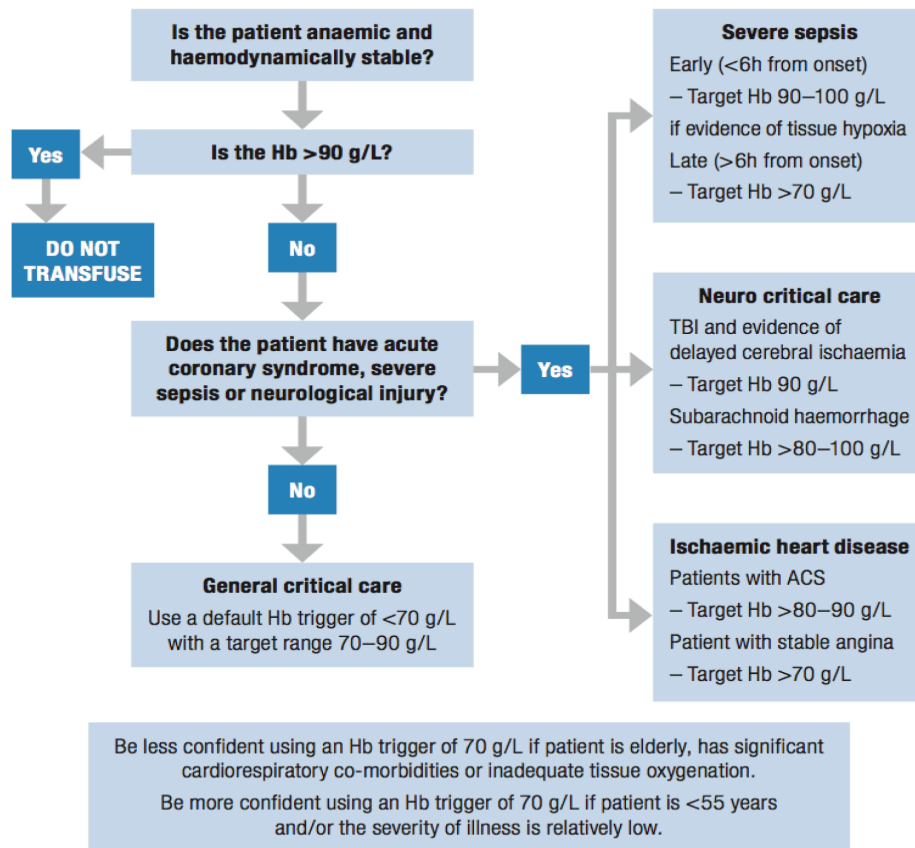 Is the patient anaemic and
haemodynamically stable?
Is the Hb >90 g/L?
Yes
DO NOT
TRANSFUSE
No
Does the patient have acute
coronary syndrome, severe
sepsis or neurological injury?
Yes
No
General critical care
Use a default Hb trigger of <70 g/L
with a target range 70–90 g/L
Severe sepsis
Early (<6h from onset)
– Target Hb 90–100 g/L
if evidence of tissue hypoxia
Late (>6h from onset)
– Target Hb >70 g/L
Neuro critical care
TBI and evidence of
delayed cerebral ischaemia
– Target Hb 90 g/L
Subarachnoid haemorrhage
– Target Hb >80–100 g/L
Ischaemic heart disease
Patients with ACS
– Target Hb >80–90 g/L
Patient with stable angina
– Target Hb >70 g/L
Be less confident using an Hb trigger of 70 g/L if patient is elderly, has significant
cardiorespiratory co-morbidities or inadequate tissue oxygenation.
Be more confident using an Hb trigger of 70 g/L if patient is <55 years
and/or the severity of illness is relatively low.